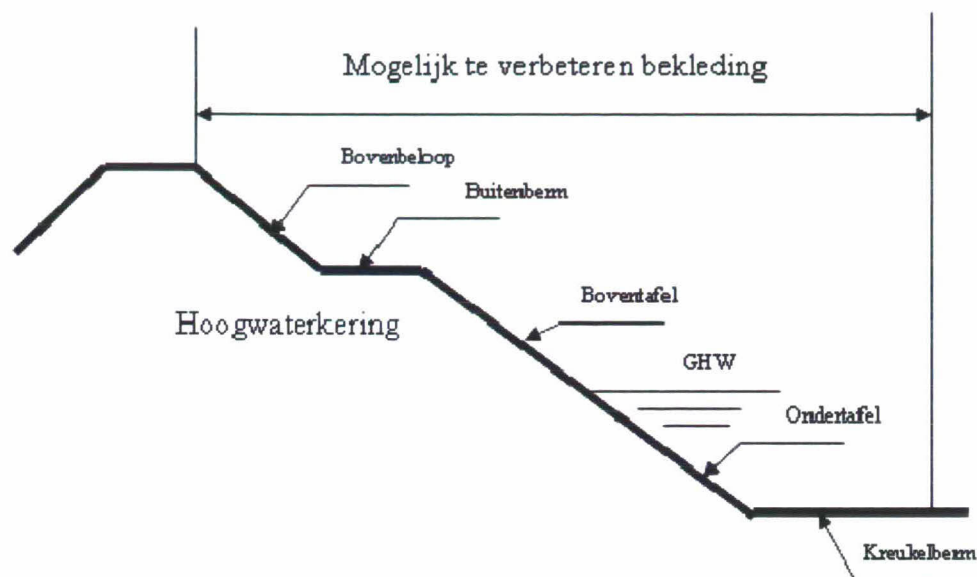 Mogelijk te verbeteren bekleding
Bovenbeloop
Buitenberm
Boventafel
Hoogwaterkering
GHW
Ondertafel
Kreukelberm